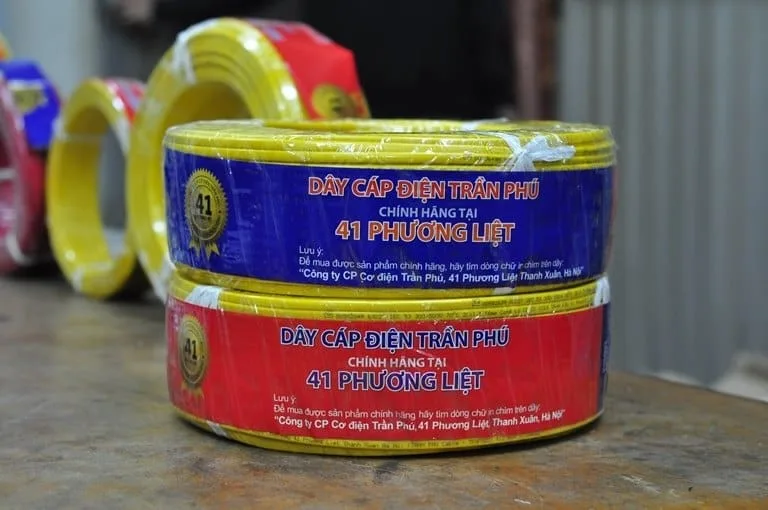 41
DÂY CÁP ĐIỆN TRẦN PHÚ
CHÍNH HÃNG TẠI
41 PHƯƠNG LIỆT
Lưu ý:
Để mua được sản phẩm chính hãng, hãy tìm dòng chữ in chìm trên dây:
“Công ty CP Cơ điện Trần Phú, 41 Phương Liệt Thanh Xuân, Hà Nội”
41
DÂY CÁP ĐIỆN TRẦN PHÚ
CHÍNH HÃNG TẠI
41 PHƯƠNG LIỆT
Lưu ý:
Để mua được sản phẩm chính hãng, hãy tìm dòng chữ in chìm trên dây:
“Công ty CP Cơ điện Trần Phú, 41 Phương Liệt, Thanh Xuân, Hà Nội”